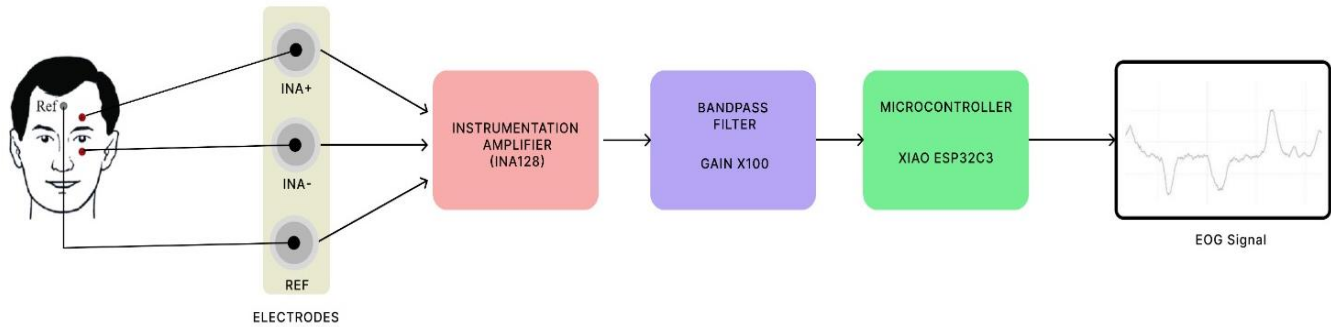 Ref
INA+
INA-
REF
ELECTRODES
INSTRUMENTATION
AMPLIFIER
(INA128)
BANDPASS
FILTER
GAIN X100
MICROCONTROLLER
XIAO ESP32C3
EOG Signal